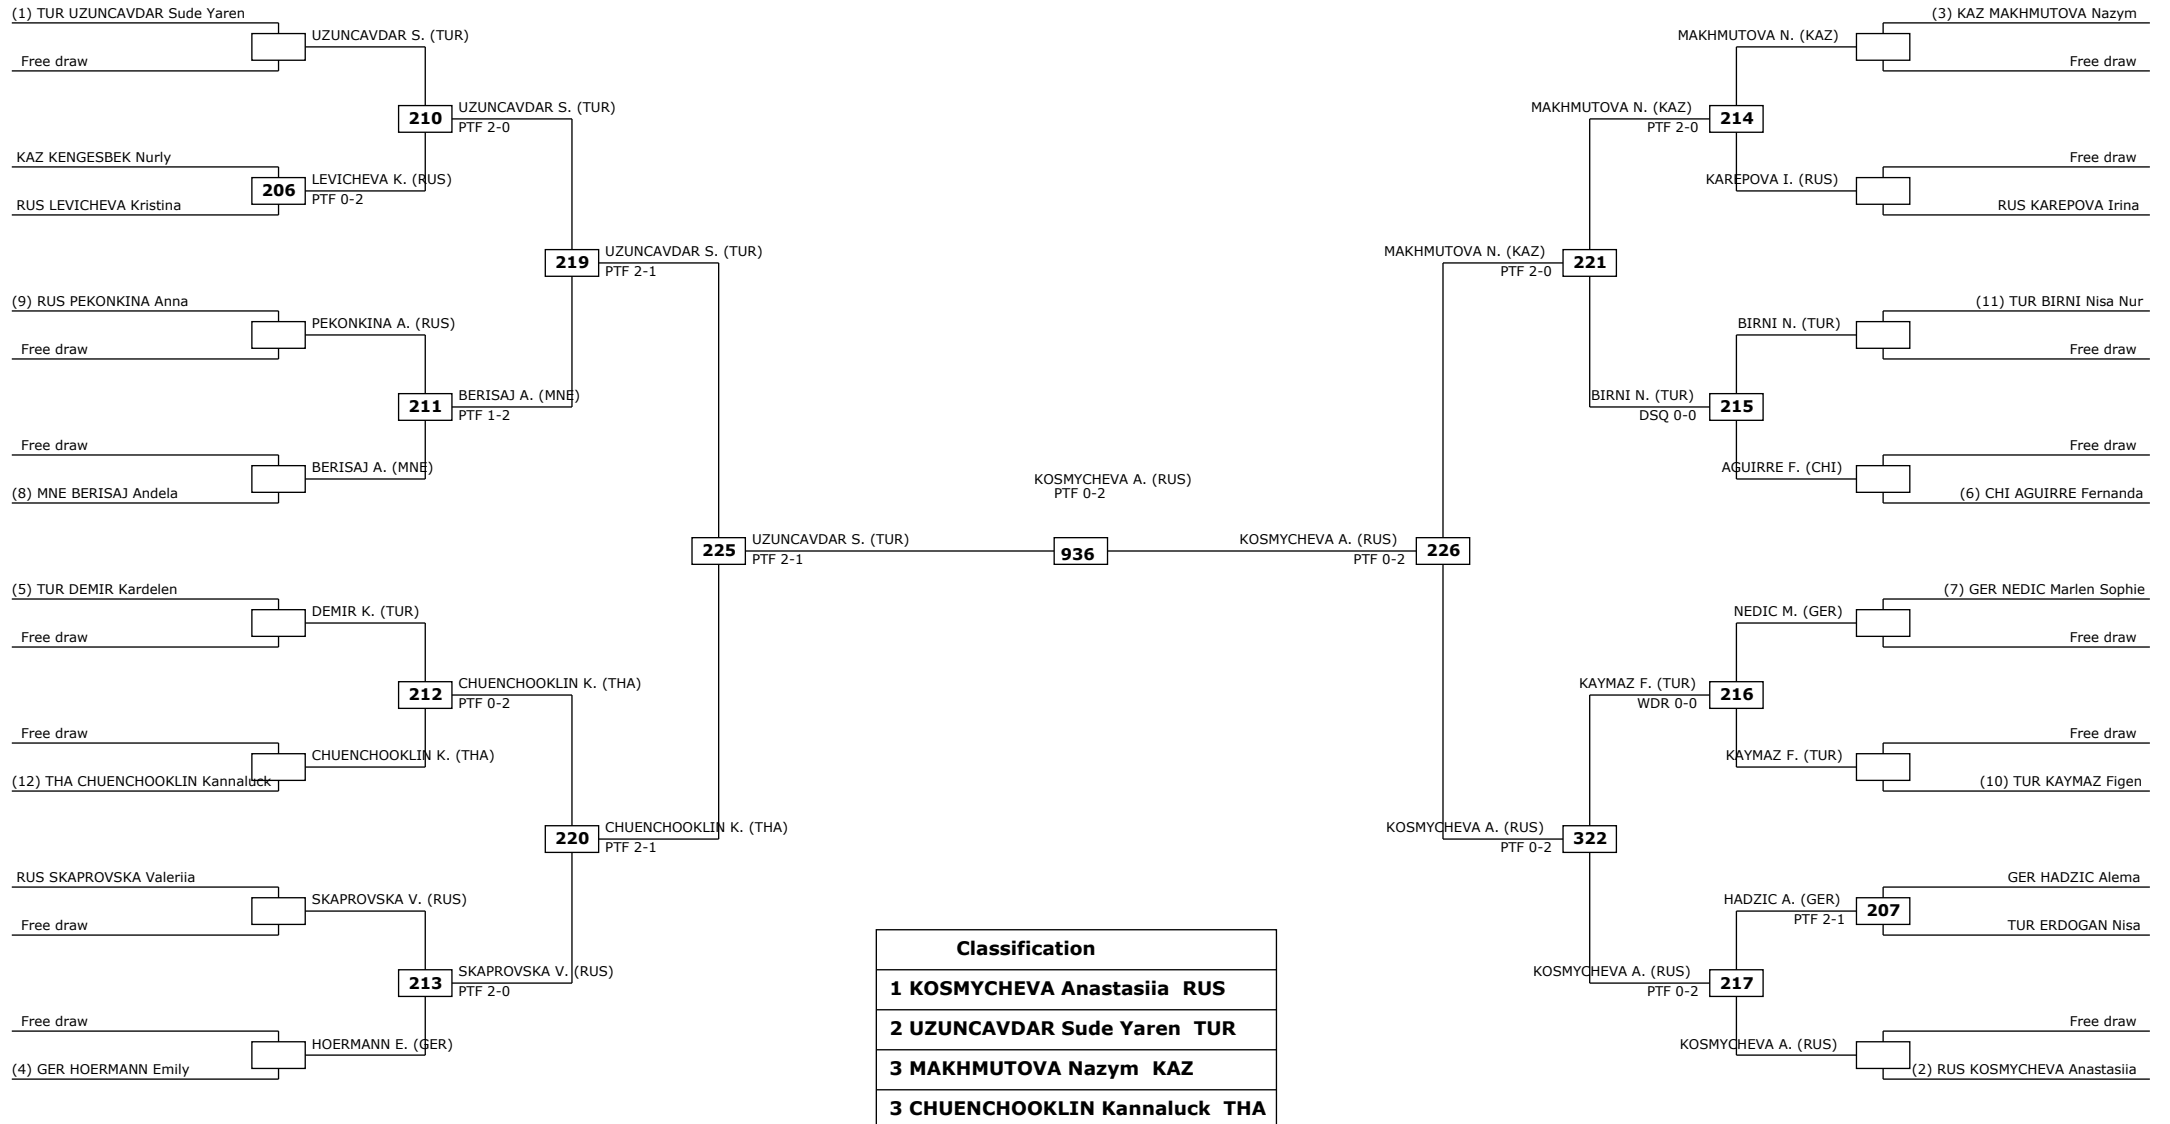 (1) TUR UZUNCAVDAR Sude Yaren
UZUNCAVDAR S. (TUR)
Free draw
210
UZUNCAVDAR S. (TUR)
PTF 2-0
KAZ KENGESBEK Nurly
206
LEVICHEVA K. (RUS)
PTF 0-2
RUS LEVICHEVA Kristina
219
UZUNCAVDAR S. (TUR)
PTF 2-1
(9) RUS PEKONKINA Anna
PEKONKINA A. (RUS)
Free draw
211
BERISAJ A. (MNE)
PTF 1-2
Free draw
BERISAJ A. (MNE)
(8) MNE BERISAJ Andela
225
UZUNCAVDAR S. (TUR)
PTF 2-1
(5) TUR DEMIR Kardelen
DEMIR K. (TUR)
Free draw
212
CHUENCHOOKLIN K. (THA)
PTF 0-2
Free draw
CHUENCHOOKLIN K. (THA)
(12) THA CHUENCHOOKLIN Kannaluck
220
CHUENCHOOKLIN K. (THA)
PTF 2-1
RUS SKAPROVSKA Valeriia
SKAPROVSKA V. (RUS)
Free draw
213
SKAPROVSKA V. (RUS)
PTF 2-0
Free draw
HOERMANN E. (GER)
(4) GER HOERMANN Emily
KOSMYCHEVA A. (RUS)
PTF 0-2
936
(3) KAZ MAKHMUTOVA Nazym
MAKHMUTOVA N. (KAZ)
Free draw
MAKHMUTOVA N. (KAZ)
PTF 2-0
214
Free draw
KAREPOVA I. (RUS)
RUS KAREPOVA Irina
MAKHMUTOVA N. (KAZ)
PTF 2-0
221
(11) TUR BIRNI Nisa Nur
BIRNI N. (TUR)
Free draw
BIRNI N. (TUR)
DSQ 0-0
215
Free draw
AGUIRRE F. (CHI)
(6) CHI AGUIRRE Fernanda
KOSMYCHEVA A. (RUS)
PTF 0-2
226
(7) GER NEDIC Marlen Sophie
NEDIC M. (GER)
Free draw
KAYMAZ F. (TUR)
WDR 0-0
216
Free draw
KAYMAZ F. (TUR)
(10) TUR KAYMAZ Figen
KOSMYCHEVA A. (RUS)
PTF 0-2
322
GER HADZIC Alema
HADZIC A. (GER)
PTF 2-1
207
TUR ERDOGAN Nisa
KOSMYCHEVA A. (RUS)
PTF 0-2
217
Free draw
KOSMYCHEVA A. (RUS)
(2) RUS KOSMYCHEVA Anastasiia
Classification
1 KOSMYCHEVA Anastasiia RUS
2 UZUNCAVDAR Sude Yaren TUR
3 MAKHMUTOVA Nazym KAZ
3 CHUENCHOOKLIN Kannaluck THA